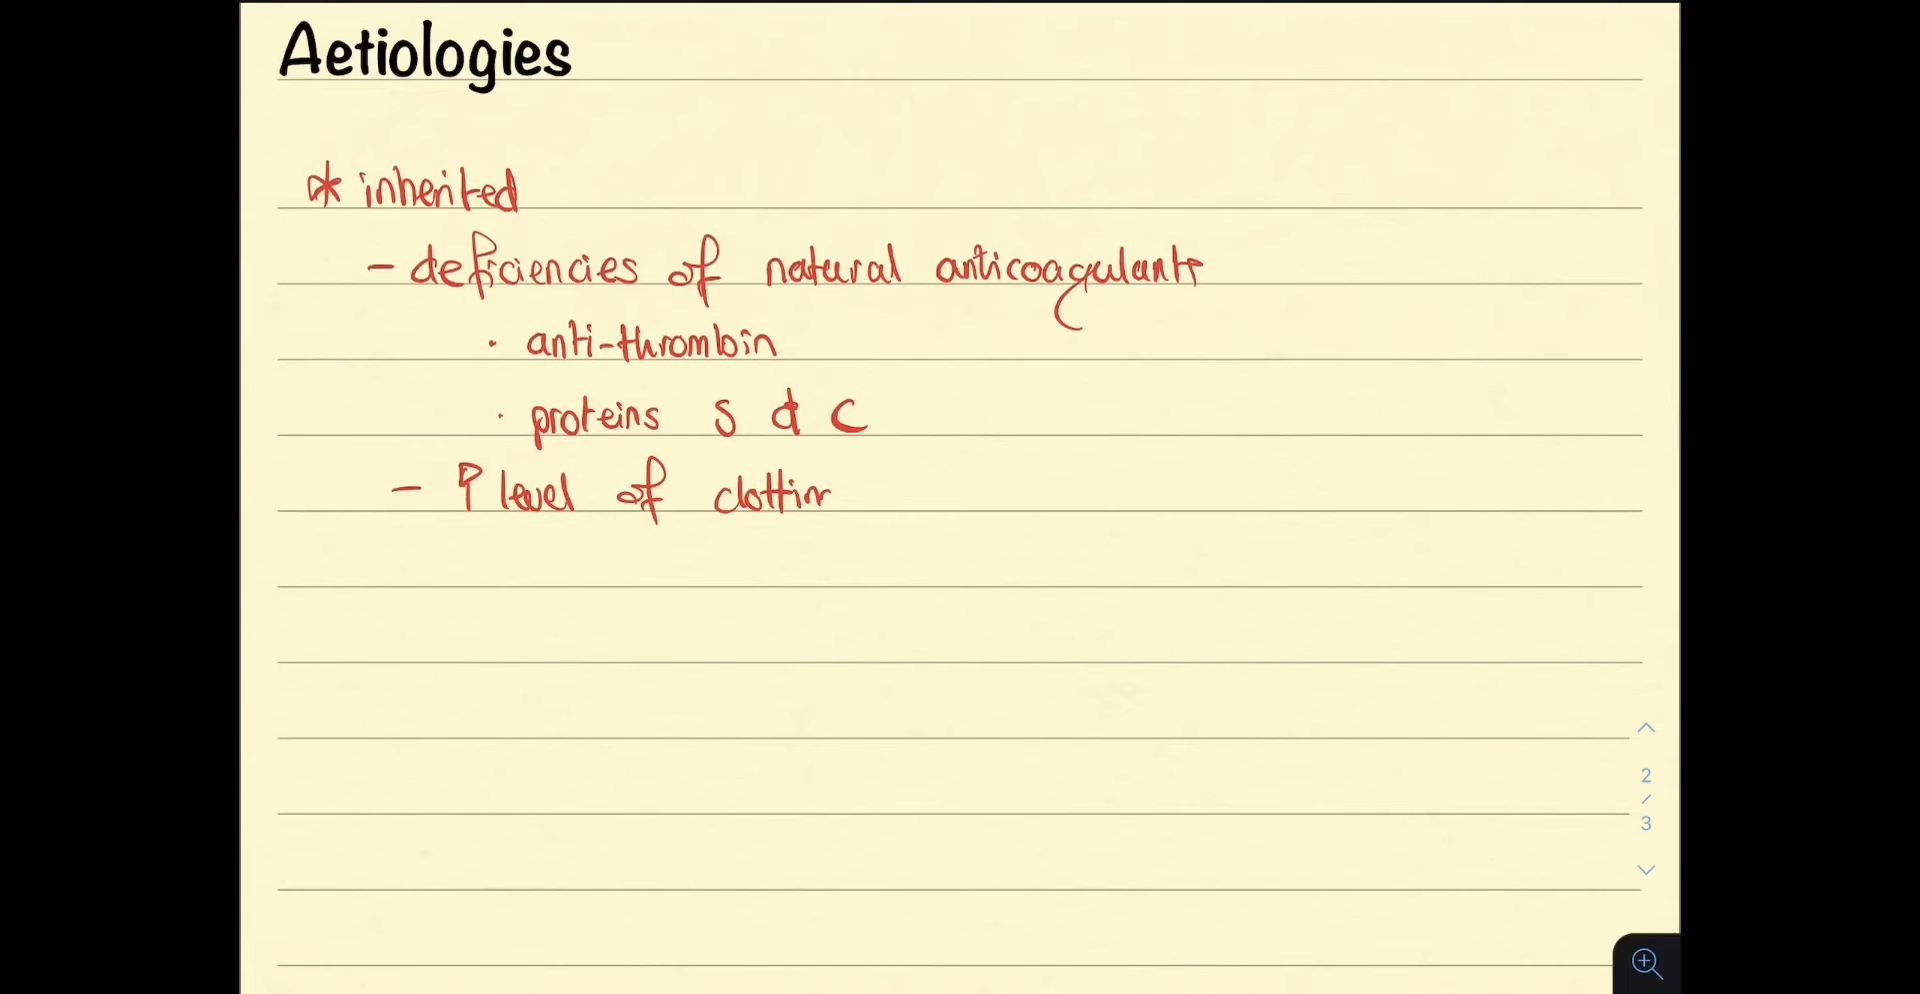 Aetiologies
* inherited
- deficiencies of natural anticoagulants
· anti-thrombin
· proteins S & C
- ↑ level of clottin
2
/
3